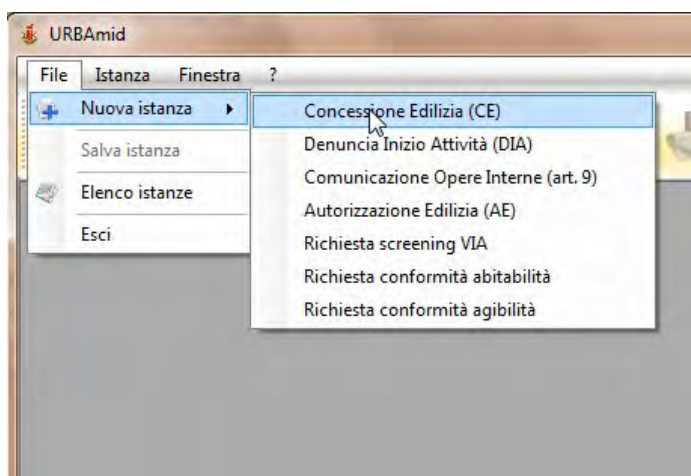 URBAmid
File Istanza Finestra ?
Nuova istanza
Salva istanza
Elenco istanze
Esci
Concessione Edilizia (CE)
Denuncia Inizio Attività (DIA)
Comunicazione Opere Interne (art. 9)
Autorizzazione Edilizia (AE)
Richiesta screening VIA
Richiesta conformità abitabilità
Richiesta conformità agibilità